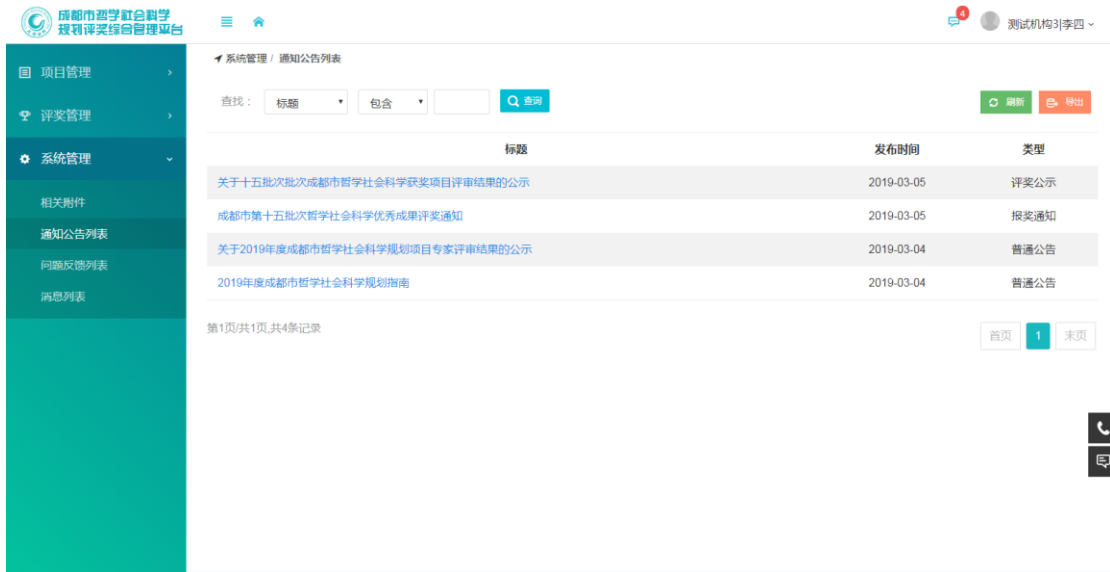 成都市哲学社会科学
规划评奖综合管理平台
4
测试机构3|李四
项目管理
评奖管理
系统管理
相关附件
通知公告列表
问题反馈列表
消息列表
系统管理 / 通知公告列表
查找： 标题 包含 查询 刷新 导出
标题 发布时间 类型
关于十五批次批次成都市哲学社会科学获奖项目评审结果的公示 2019-03-05 评奖公示
成都市第十五批次哲学社会科学优秀成果评奖通知 2019-03-05 报奖通知
关于2019年度成都市哲学社会科学规划项目专家评审结果的公示 2019-03-04 普通公告
2019年度成都市哲学社会科学规划指南 2019-03-04 普通公告
第1页/共1页,共4条记录 首页 1 末页